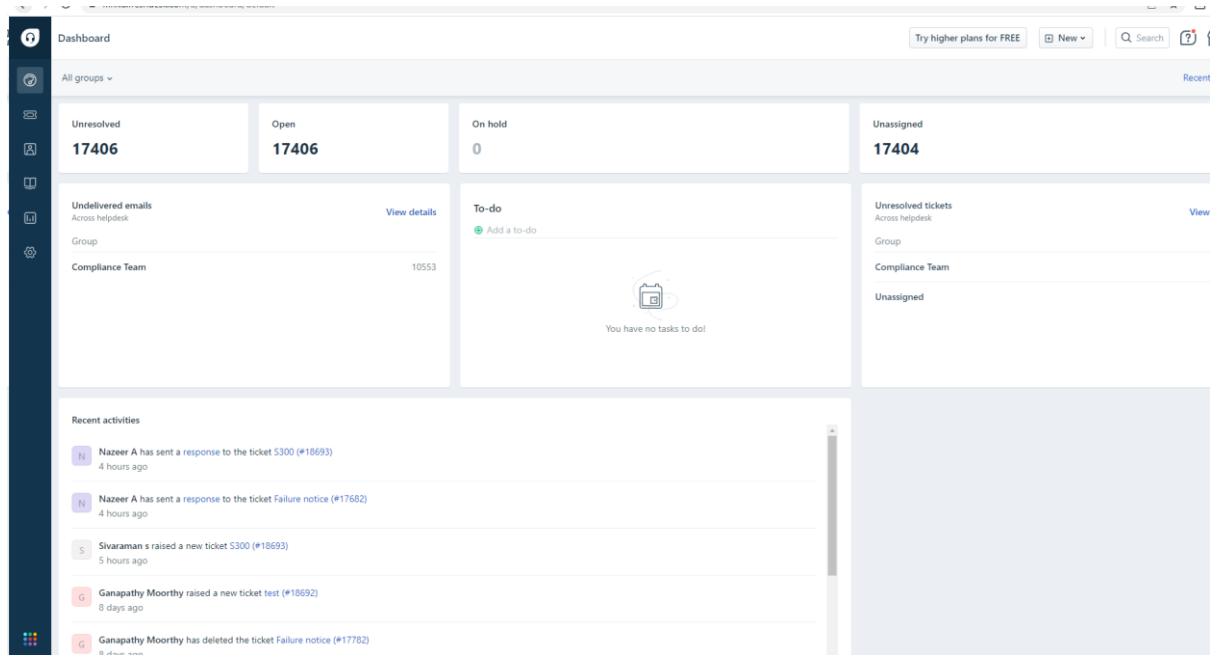 Dashboard
Try higher plans for FREE
New
Search
All groups
Recent
Unresolved
17406
Open
17406
On hold
0
Unassigned
17404
Undelivered emails
Across helpdesk
View details
Group
Compliance Team 10553
To-do
Add a to-do
You have no tasks to do!
Unresolved tickets
Across helpdesk
View
Group
Compliance Team
Unassigned
Recent activities
N
Nazeer A has sent a response to the ticket S300 (#18693)
4 hours ago
N
Nazeer A has sent a response to the ticket Failure notice (#17682)
4 hours ago
S
Sivaraman s raised a new ticket S300 (#18693)
5 hours ago
G
Ganapathy Moorthy raised a new ticket test (#18692)
8 days ago
G
Ganapathy Moorthy has deleted the ticket Failure notice (#17782)
8 days ago